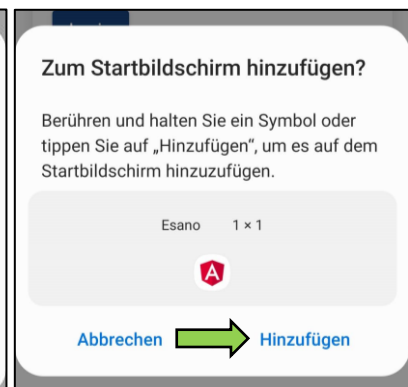 Zum Startbildschirm hinzufügen?
Berühren und halten Sie ein Symbol oder
tippen Sie auf „Hinzufügen“, um es auf dem
Startbildschirm hinzuzufügen.
Esano 1 × 1
A
Abbrechen Hinzufügen